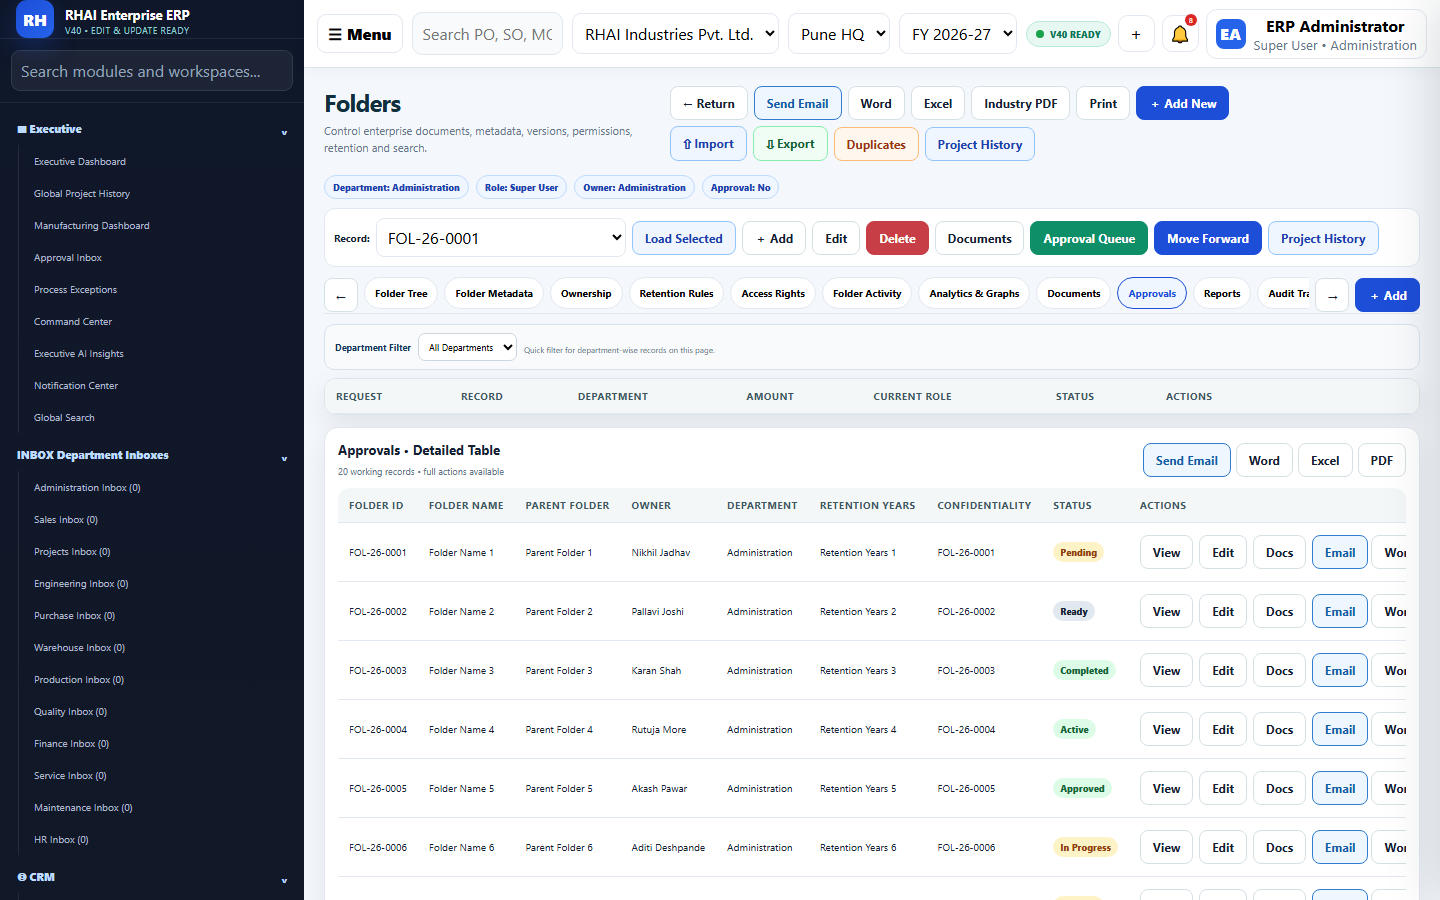 RH
RHAI Enterprise ERP
V40 • EDIT & UPDATE READY
Search modules and workspaces...
Executive
Executive Dashboard
Global Project History
Manufacturing Dashboard
Approval Inbox
Process Exceptions
Command Center
Executive AI Insights
Notification Center
Global Search
INBOX Department Inboxes
Administration Inbox (0)
Sales Inbox (0)
Projects Inbox (0)
Engineering Inbox (0)
Purchase Inbox (0)
Warehouse Inbox (0)
Production Inbox (0)
Quality Inbox (0)
Finance Inbox (0)
Service Inbox (0)
Maintenance Inbox (0)
HR Inbox (0)
CRM
☰ Menu
Search PO, SO, MO
RHAI Industries Pvt. Ltd.
Pune HQ
FY 2026-27
V40 READY
+
8
EA
ERP Administrator
Super User • Administration
Folders
Control enterprise documents, metadata, versions, permissions,
retention and search.
← Return
Send Email
Word
Excel
Industry PDF
Print
+ Add New
⇧ Import
⇩ Export
Duplicates
Project History
Department: Administration
Role: Super User
Owner: Administration
Approval: No
Record:
FOL-26-0001
Load Selected
+ Add
Edit
Delete
Documents
Approval Queue
Move Forward
Project History
←
Folder Tree
Folder Metadata
Ownership
Retention Rules
Access Rights
Folder Activity
Analytics & Graphs
Documents
Approvals
Reports
Audit Tra
→
+ Add
Department Filter
All Departments
Quick filter for department-wise records on this page.
REQUEST RECORD DEPARTMENT AMOUNT CURRENT ROLE STATUS ACTIONS
Approvals • Detailed Table
20 working records • full actions available
Send Email
Word
Excel
PDF
FOLDER ID FOLDER NAME PARENT FOLDER OWNER DEPARTMENT RETENTION YEARS CONFIDENTIALITY STATUS ACTIONS
FOL-26-0001 Folder Name 1 Parent Folder 1 Nikhil Jadhav Administration Retention Years 1 FOL-26-0001 Pending View Edit Docs Email Wor
FOL-26-0002 Folder Name 2 Parent Folder 2 Pallavi Joshi Administration Retention Years 2 FOL-26-0002 Ready View Edit Docs Email Wor
FOL-26-0003 Folder Name 3 Parent Folder 3 Karan Shah Administration Retention Years 3 FOL-26-0003 Completed View Edit Docs Email Wor
FOL-26-0004 Folder Name 4 Parent Folder 4 Rutuja More Administration Retention Years 4 FOL-26-0004 Active View Edit Docs Email Wor
FOL-26-0005 Folder Name 5 Parent Folder 5 Akash Pawar Administration Retention Years 5 FOL-26-0005 Approved View Edit Docs Email Wor
FOL-26-0006 Folder Name 6 Parent Folder 6 Aditi Deshpande Administration Retention Years 6 FOL-26-0006 In Progress View Edit Docs Email Wor